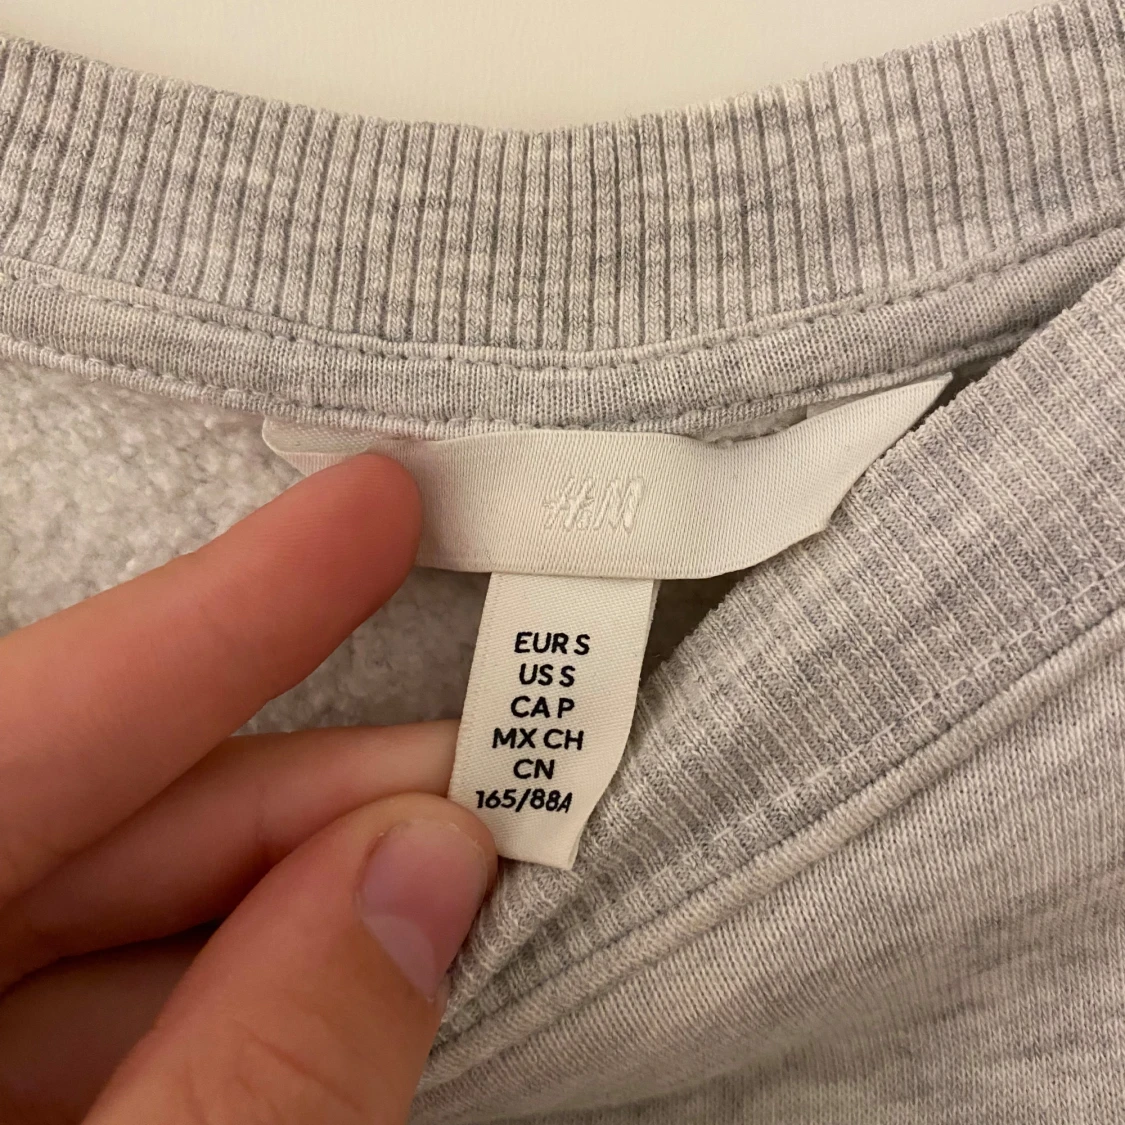 H&M
EUR S
US S
CA P
MX CH
CN
165/88A